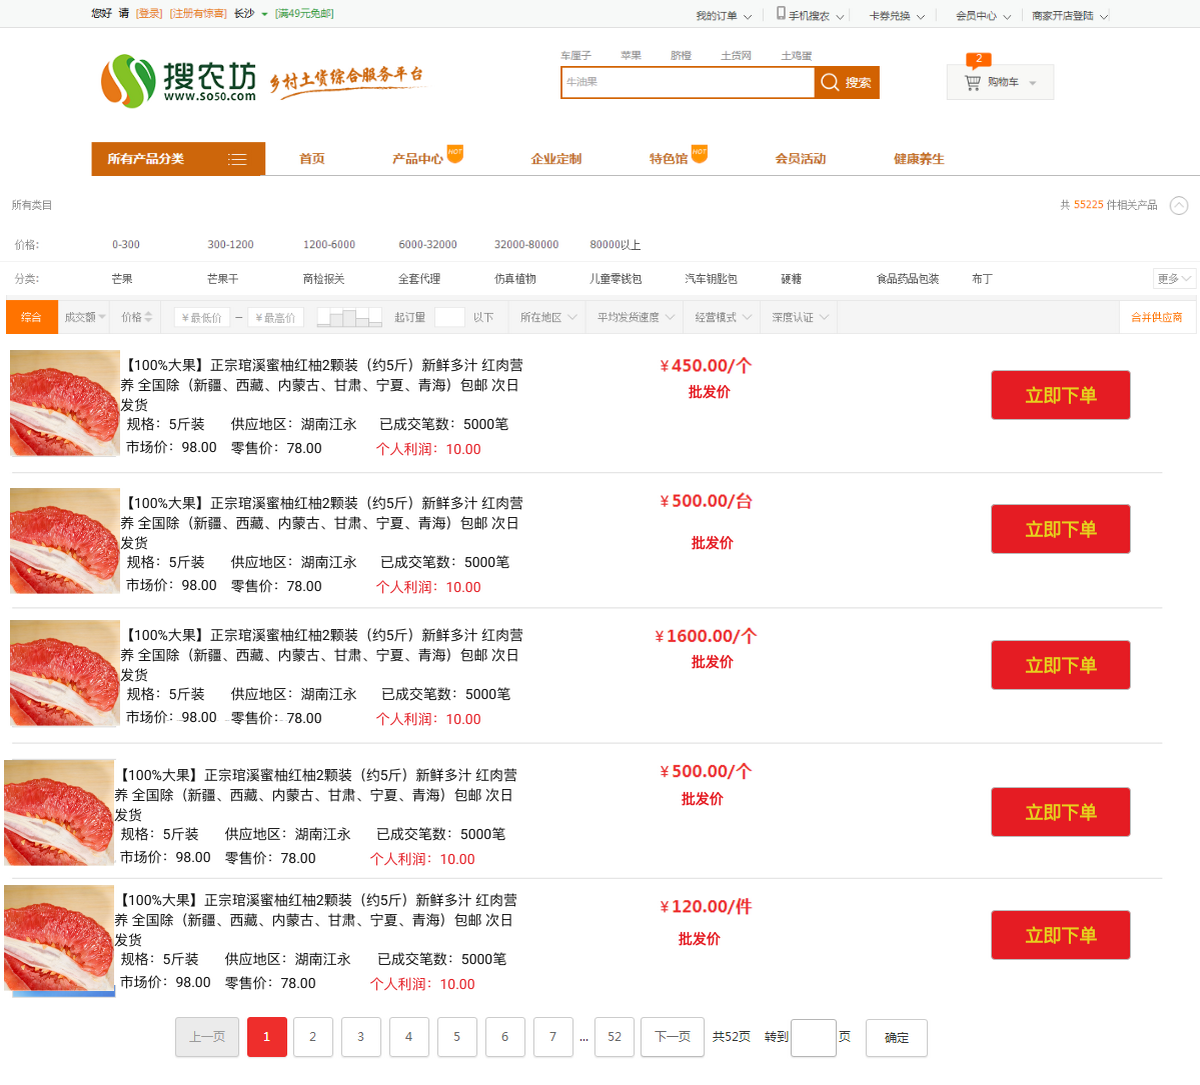 您好 请 [登录] [注册有惊喜] 长沙 [满49元免邮]
我的订单 手机搜农 卡券兑换 会员中心 商家开店登陆
搜农坊
www.so50.com
乡村土货综合服务平台
车厘子 苹果 脐橙 土货网 土鸡蛋
牛油果 搜索
2
购物车
所有产品分类 首页 产品中心 HOT 企业定制 特色馆 HOT 会员活动 健康养生
所有类目 共 55225 件相关产品
价格: 0-300 300-1200 1200-6000 6000-32000 32000-80000 80000以上
分类: 芒果 芒果干 商检报关 全套代理 仿真植物 儿童零钱包 汽车钥匙包 硬糖 食品药品包装 布丁 更多
综合 成交额 价格 ¥最低价 - ¥最高价 起订量 以下 所在地区 平均发货速度 经营模式 深度认证 合并供应商
【100%大果】正宗琯溪蜜柚红柚2颗装（约5斤）新鲜多汁 红肉营
养 全国除（新疆、西藏、内蒙古、甘肃、宁夏、青海）包邮 次日
发货
规格：5斤装 供应地区：湖南江永 已成交笔数：5000笔
市场价：98.00 零售价：78.00 个人利润：10.00
¥450.00/个
批发价
立即下单
【100%大果】正宗琯溪蜜柚红柚2颗装（约5斤）新鲜多汁 红肉营
养 全国除（新疆、西藏、内蒙古、甘肃、宁夏、青海）包邮 次日
发货
规格：5斤装 供应地区：湖南江永 已成交笔数：5000笔
市场价：98.00 零售价：78.00 个人利润：10.00
¥500.00/台
批发价
立即下单
【100%大果】正宗琯溪蜜柚红柚2颗装（约5斤）新鲜多汁 红肉营
养 全国除（新疆、西藏、内蒙古、甘肃、宁夏、青海）包邮 次日
发货
规格：5斤装 供应地区：湖南江永 已成交笔数：5000笔
市场价：98.00 零售价：78.00 个人利润：10.00
¥1600.00/个
批发价
立即下单
【100%大果】正宗琯溪蜜柚红柚2颗装（约5斤）新鲜多汁 红肉营
养 全国除（新疆、西藏、内蒙古、甘肃、宁夏、青海）包邮 次日
发货
规格：5斤装 供应地区：湖南江永 已成交笔数：5000笔
市场价：98.00 零售价：78.00 个人利润：10.00
¥500.00/个
批发价
立即下单
【100%大果】正宗琯溪蜜柚红柚2颗装（约5斤）新鲜多汁 红肉营
养 全国除（新疆、西藏、内蒙古、甘肃、宁夏、青海）包邮 次日
发货
规格：5斤装 供应地区：湖南江永 已成交笔数：5000笔
市场价：98.00 零售价：78.00 个人利润：10.00
¥120.00/件
批发价
立即下单
上一页 1 2 3 4 5 6 7 ... 52 下一页 共52页 转到 页 确定